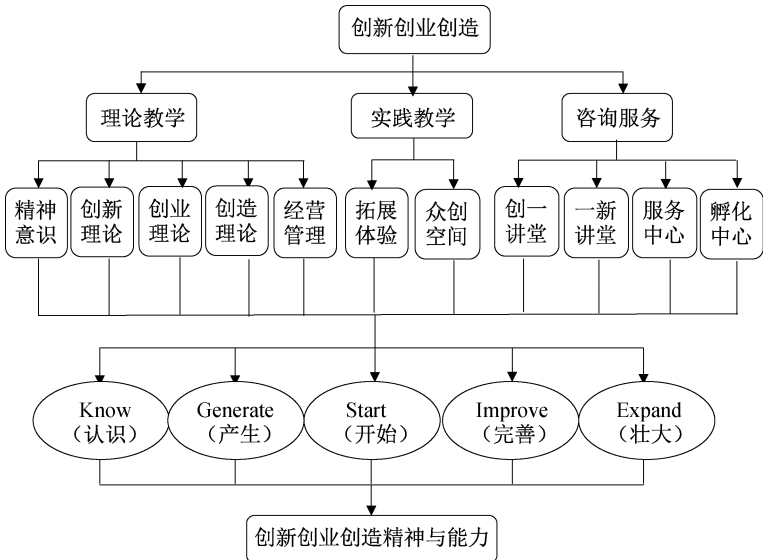 创新创业创造
理论教学
实践教学
咨询服务
精神
意识
创新
理论
创业
理论
创造
理论
经营
管理
拓展
体验
众创
空间
创一
讲堂
一新
讲堂
服务
中心
孵化
中心
Know
（认识）
Generate
（产生）
Start
（开始）
Improve
（完善）
Expand
（壮大）
创新创业创造精神与能力